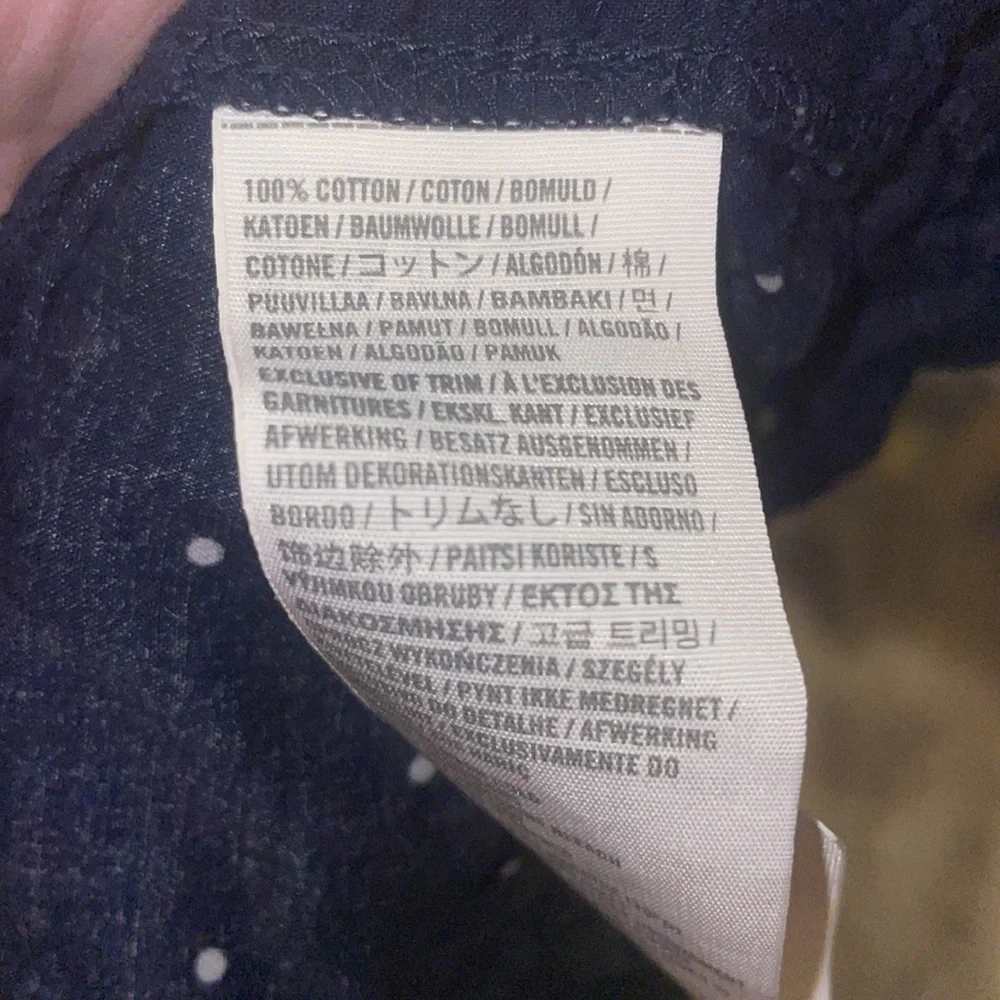 100% COTTON / COTON / BOMULD /
KATOEN / BAUMWOLLE / BOMULL /
COTONE / コットン / ALGODÓN / 棉 /
PUUVILLAA / BAVLNA / BAMBAKI / 면 /
BAWEŁNA / PAMUT / BOMULL / ALGODÃO /
KATOEN / ALGODÃO / PAMUK
EXCLUSIVE OF TRIM / À L'EXCLUSION DES
GARNITURES / EKSKL. KANT / EXCLUSIEF
AFWERKING / BESATZ AUSGENOMMEN /
UTOM DEKORATIONSKANTEN / ESCLUSO
BORDO / トリムなし / SIN ADORNO /
饰边除外 / PAITSI KORISTE / S
VÝJIMKOU OBRUBY / ΕΚΤΟΣ ΤΗΣ
ΔΙΑΚΟΣΜΗΣΗΣ / 고급 트리밍 /
WYKOŃCZENIA / SZEGÉLY
/ PYNT IKKE MEDREGNET /
DO DETALHE / AFWERKING
EXCLUSIVAMENTE DO
BLEACH